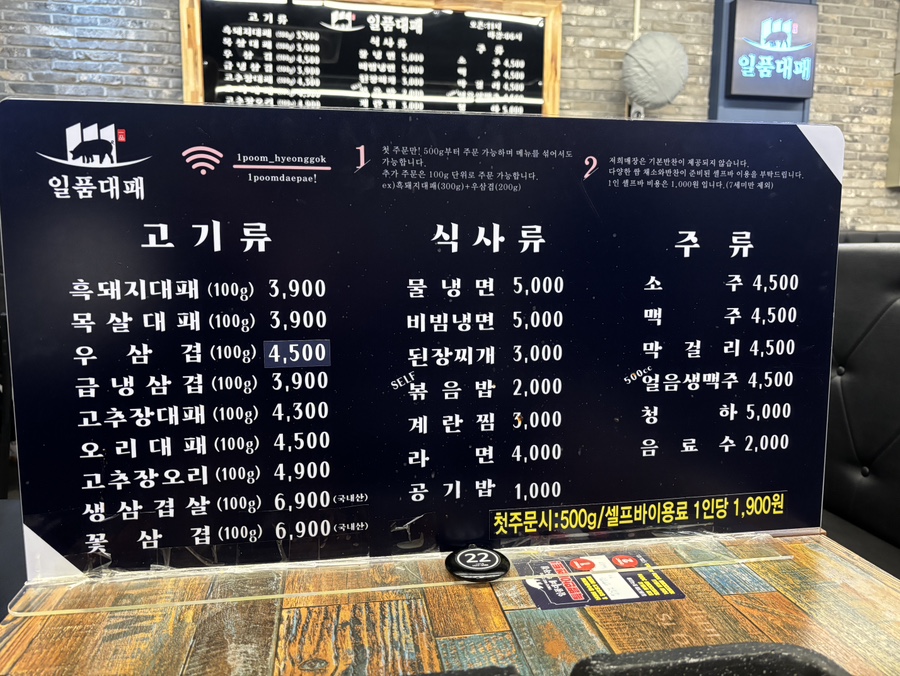 고기류
식사류
주류
일품대패
일품대패
일품대패
1poom_hyeonggok
1poomdaepae!
1
첫 주문만! 500g부터 주문 가능하며 메뉴를 섞어서도
가능합니다.
추가 주문은 100g 단위로 주문 가능합니다.
ex)흑돼지대패(300g)+우삼겹(200g)
2
저희매장은 기본반찬이 제공되지 않습니다.
다양한 쌈 채소와반찬이 준비된 셀프바 이용을 부탁드립니다.
1인 셀프바 비용은 1,000원 입니다.(7세미만 제외)
고기류
흑돼지대패 (100g) 3,900
목살대패 (100g) 3,900
우삼겹 (100g) 4,500
급냉삼겹 (100g) 3,900
고추장대패 (100g) 4,300
오리대패 (100g) 4,500
고추장오리 (100g) 4,900
생삼겹살 (100g) 6,900 (국내산)
꽃삼겹 (100g) 6,900 (국내산)
식사류
물냉면 5,000
비빔냉면 5,000
된장찌개 3,000
SELF 볶음밥 2,000
계란찜 3,000
라면 4,000
공기밥 1,000
주류
소주 4,500
맥주 4,500
막걸리 4,500
500cc 얼음생맥주 4,500
청하 5,000
음료수 2,000
첫주문시:500g/셀프바이용료 1인당 1,900원
22